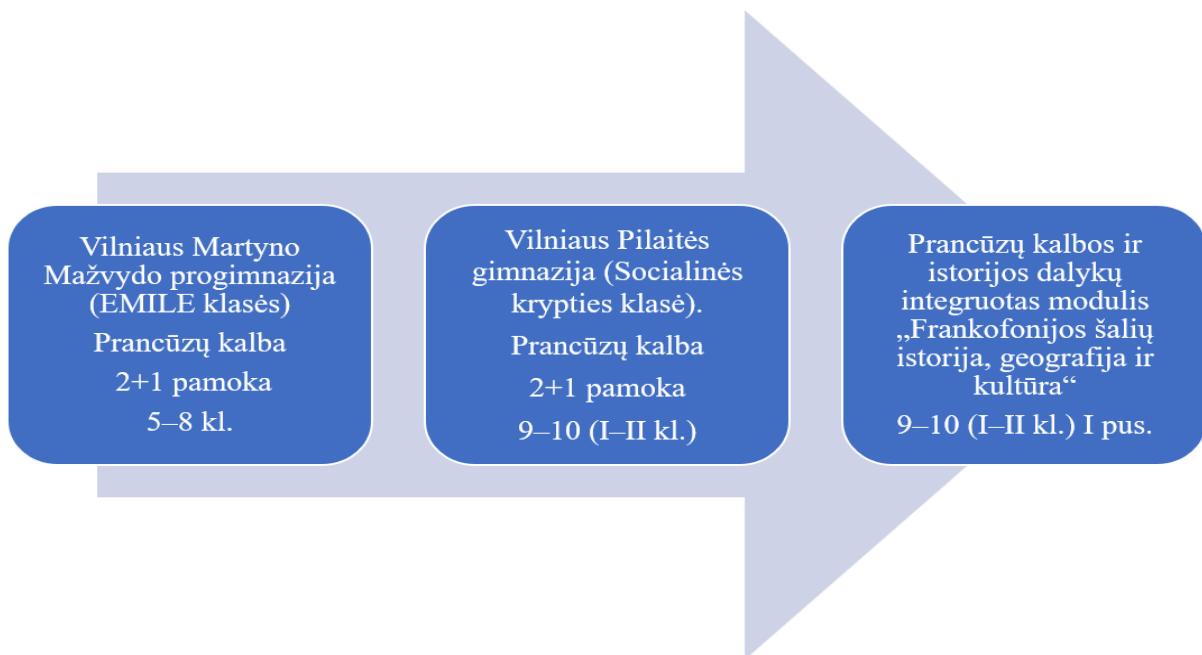 Vilniaus Martyno
Mažvydo progimnazija
(EMILE klasės)
Prancūzų kalba
2+1 pamoka
5–8 kl.
Vilniaus Pilaitės
gimnazija (Socialinės
krypties klasė).
Prancūzų kalba
2+1 pamoka
9–10 (I–II kl.)
Prancūzų kalbos ir
istorijos dalykų
integruotas modulis
„Frankofonijos šalių
istorija, geografija ir
kultūra“
9–10 (I–II kl.) I pus.